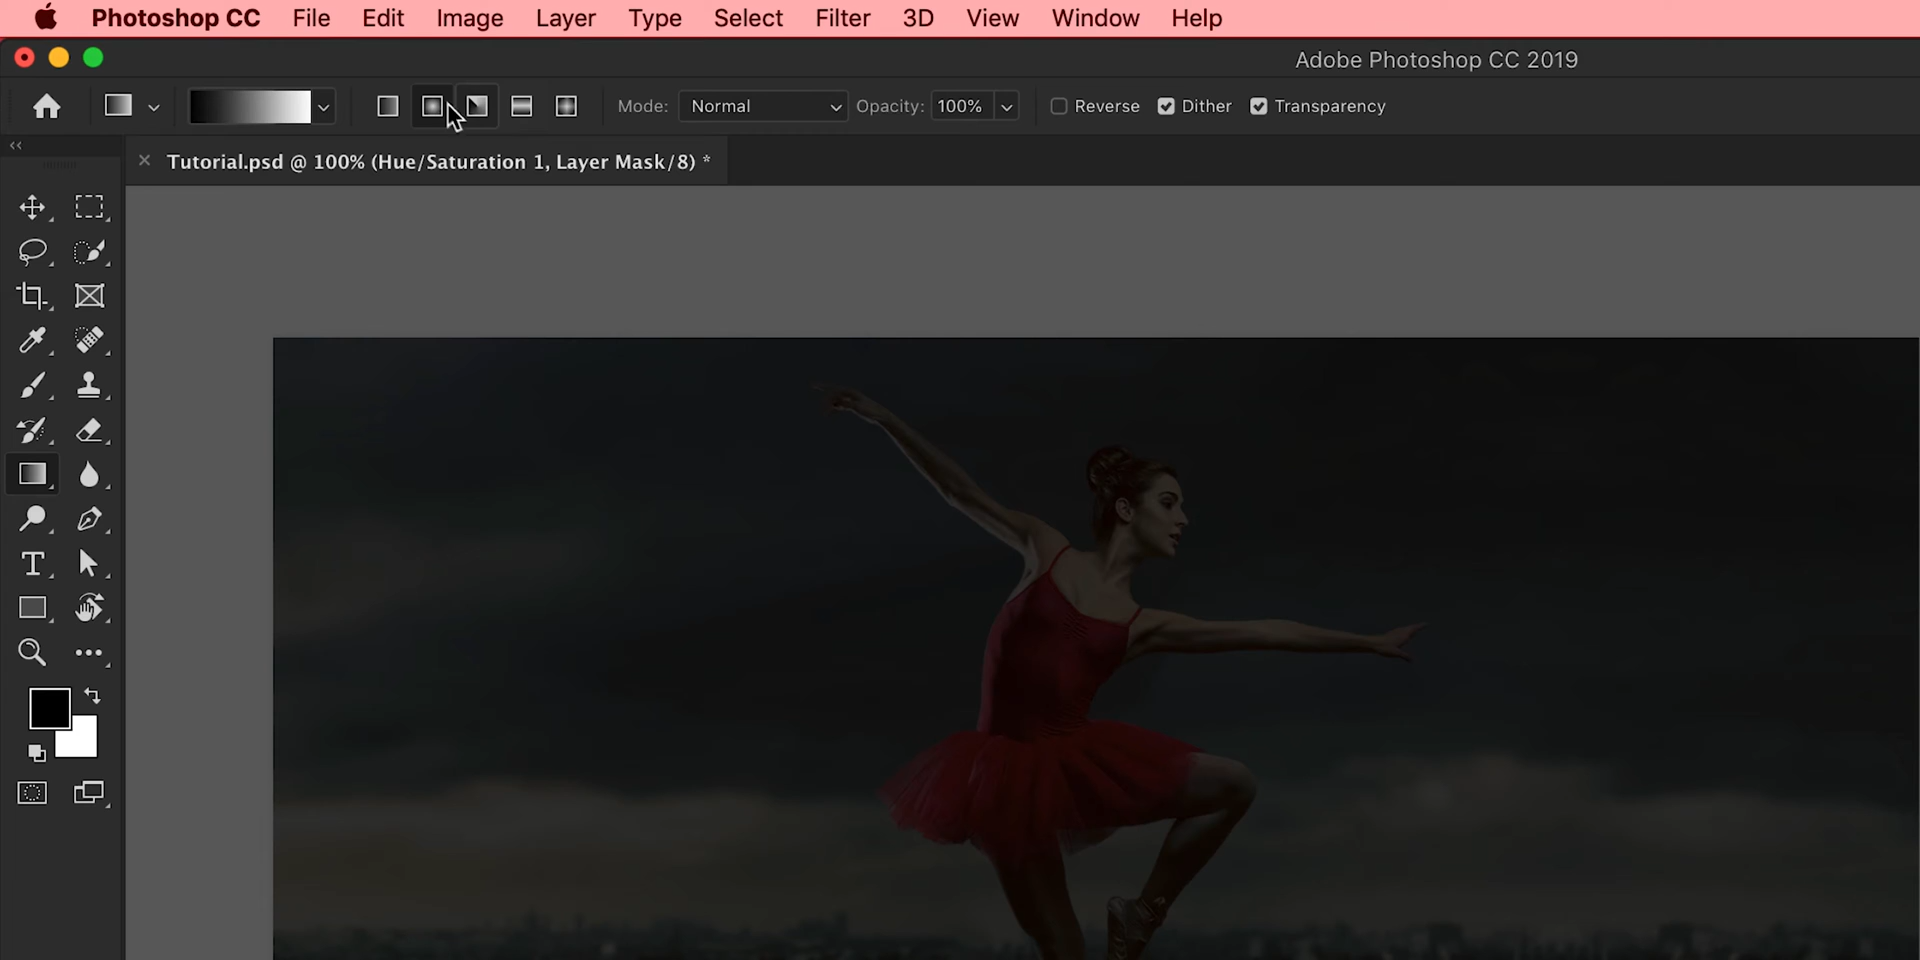 Photoshop CC File Edit Image Layer Type Select Filter 3D View Window Help
Adobe Photoshop CC 2019
Mode: Normal Opacity: 100% Reverse Dither Transparency
Tutorial.psd @ 100% (Hue/Saturation 1, Layer Mask/8) *